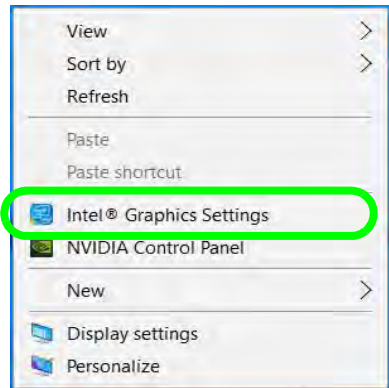 View
Sort by
Refresh
Paste
Paste shortcut
Intel® Graphics Settings
NVIDIA Control Panel
New
Display settings
Personalize